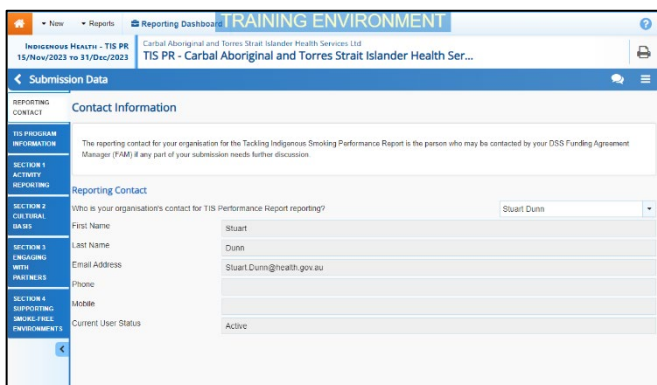 New
Reports
Reporting Dashboard
TRAINING ENVIRONMENT
INDIGENOUS HEALTH - TIS PR
15/Nov/2023 to 31/Dec/2023
Carbal Aboriginal and Torres Strait Islander Health Services Ltd
TIS PR - Carbal Aboriginal and Torres Strait Islander Health Ser...
Submission Data
REPORTING
CONTACT
TIS PROGRAM
INFORMATION
SECTION 1
ACTIVITY
REPORTING
SECTION 2
CULTURAL
BASIS
SECTION 3
ENGAGING
WITH
PARTNERS
SECTION 4
SUPPORTING
SMOKE-FREE
ENVIRONMENTS
Contact Information
The reporting contact for your organisation for the Tackling Indigenous Smoking Performance Report is the person who may be contacted by your DSS Funding Agreement
Manager (FAM) if any part of your submission needs further discussion
Reporting Contact
Who is your organisation's contact for TIS Performance Report reporting? Stuart Dunn
First Name Stuart
Last Name Dunn
Email Address Stuart.Dunn@health.gov.au
Phone
Mobile
Current User Status Active